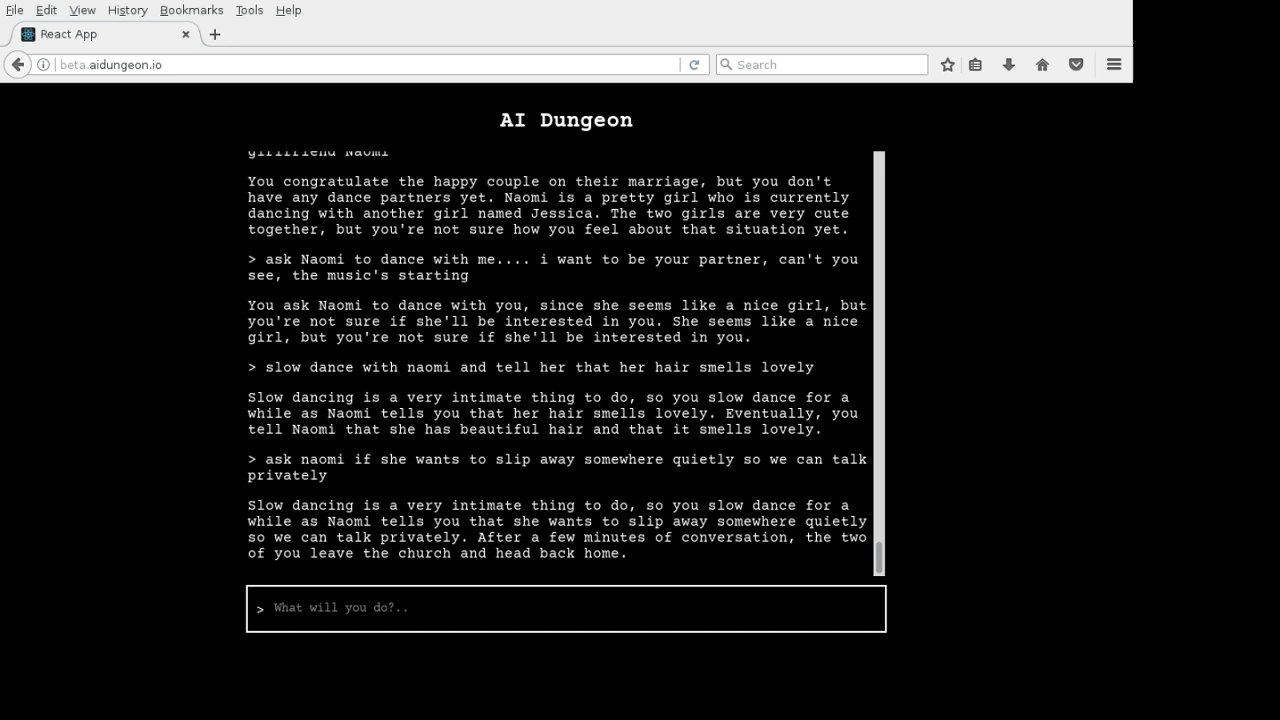 File Edit View History Bookmarks Tools Help
React App
beta.aidungeon.io
Search
AI Dungeon
girlfriend Naomi
You congratulate the happy couple on their marriage, but you don't
have any dance partners yet. Naomi is a pretty girl who is currently
dancing with another girl named Jessica. The two girls are very cute
together, but you're not sure how you feel about that situation yet.
> ask Naomi to dance with me.... i want to be your partner, can't you
see, the music's starting
You ask Naomi to dance with you, since she seems like a nice girl, but
you're not sure if she'll be interested in you. She seems like a nice
girl, but you're not sure if she'll be interested in you.
> slow dance with naomi and tell her that her hair smells lovely
Slow dancing is a very intimate thing to do, so you slow dance for a
while as Naomi tells you that her hair smells lovely. Eventually, you
tell Naomi that she has beautiful hair and that it smells lovely.
> ask naomi if she wants to slip away somewhere quietly so we can talk
privately
Slow dancing is a very intimate thing to do, so you slow dance for a
while as Naomi tells you that she wants to slip away somewhere quietly
so we can talk privately. After a few minutes of conversation, the two
of you leave the church and head back home.
> What will you do?..